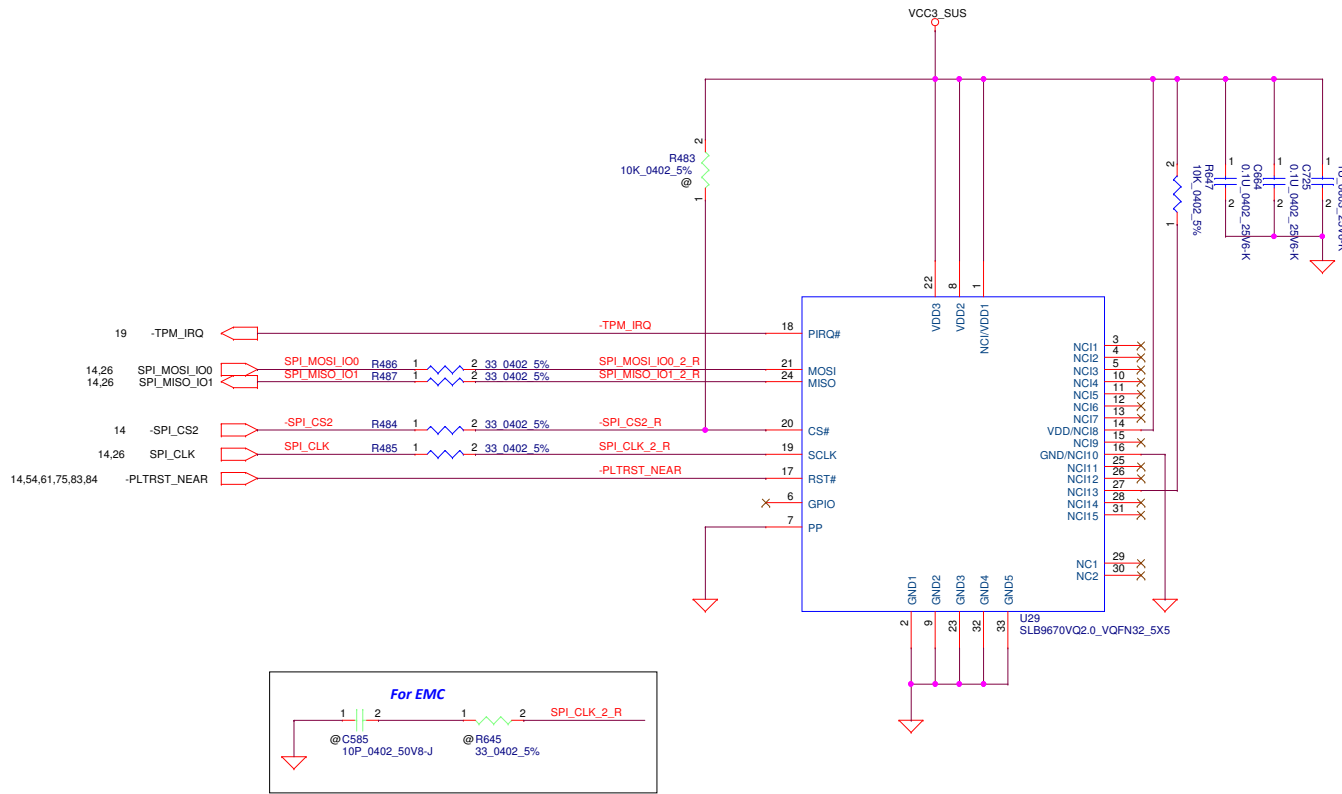 VCC3_SUS
2
R483
10K_0402_5%
@
1
2
1
R647
10K_0402_5%
1
2
C664
0.1U_0402_25V6-K
1
2
C725
0.1U_0402_25V6-K
1
2
22
8
1
VDD3
VDD2
NCI/VDD1
19 -TPM_IRQ
-TPM_IRQ
18 PIRQ#
14,26 SPI_MOSI_IO0
SPI_MOSI_IO0 R486 1 2 33_0402_5% SPI_MOSI_IO0_2_R
21 MOSI
14,26 SPI_MISO_IO1
SPI_MISO_IO1 R487 1 2 33_0402_5% SPI_MISO_IO1_2_R
24 MISO
14 -SPI_CS2
-SPI_CS2 R484 1 2 33_0402_5% -SPI_CS2_R
20 CS#
14,26 SPI_CLK
SPI_CLK R485 1 2 33_0402_5% SPI_CLK_2_R
19 SCLK
14,54,61,75,83,84 -PLTRST_NEAR
-PLTRST_NEAR
17 RST#
6 GPIO
7 PP
NCI1 3
NCI2 4
NCI3 5
NCI4 10
NCI5 11
NCI6 12
NCI7 13
VDD/NCI8 14
NCI9 15
GND/NCI10 16
NCI11 25
NCI12 26
NCI13 27
NCI14 28
NCI15 31
NC1 29
NC2 30
GND1
GND2
GND3
GND4
GND5
2
9
23
32
33
U29
SLB9670VQ2.0_VQFN32_5X5
For EMC
1 2
@C585
10P_0402_50V8-J
1 2
@R645
33_0402_5%
SPI_CLK_2_R